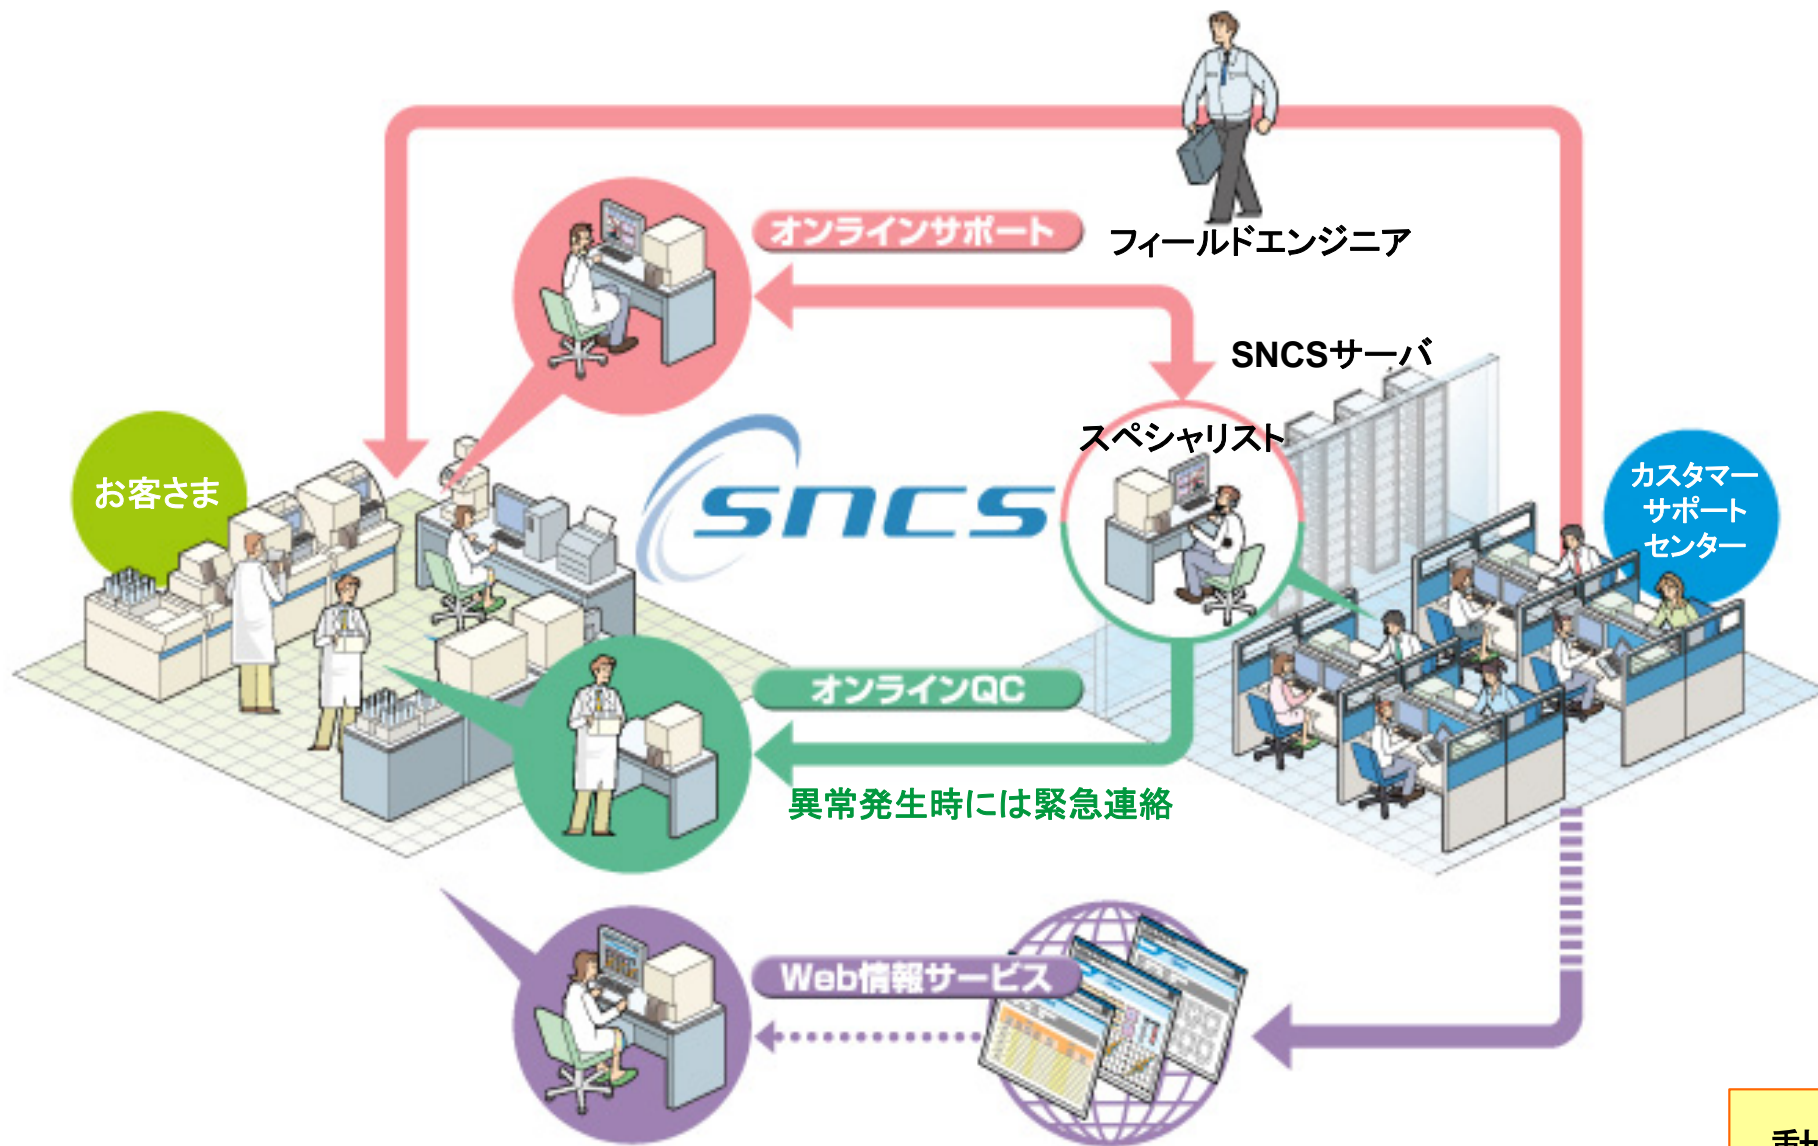 オンラインサポート
フィールドエンジニア
SNCSサーバ
スペシャリスト
お客さま
sncs
カスタマー
サポート
センター
オンラインQC
異常発生時には緊急連絡
Web情報サービス